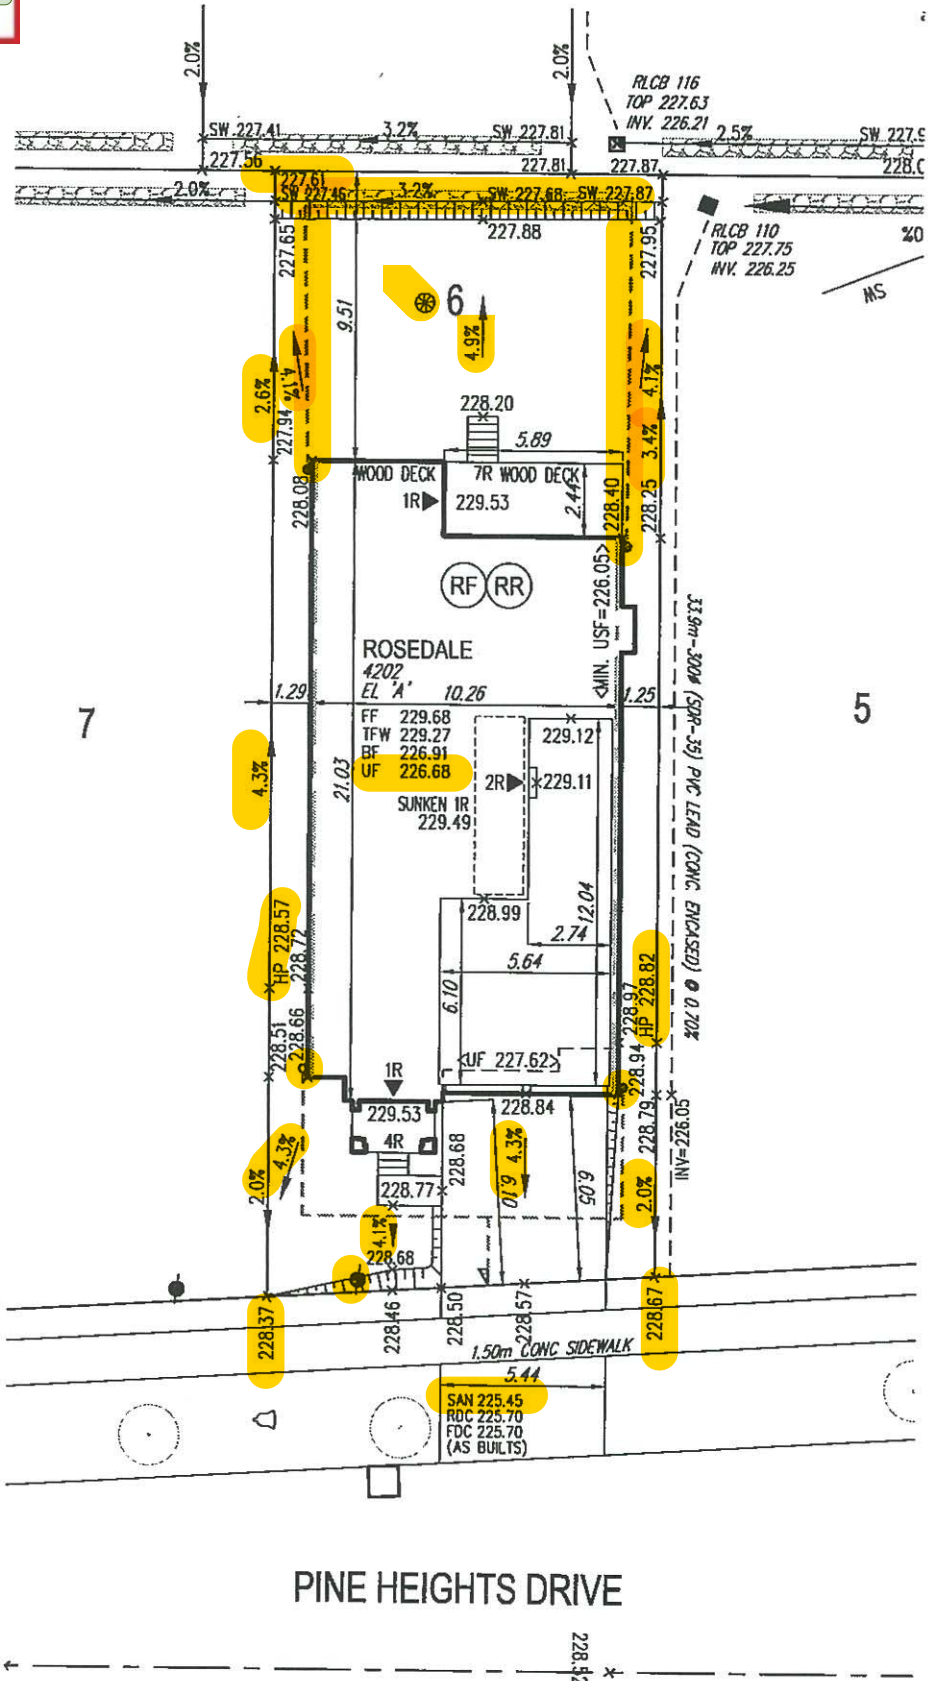 2.0%
2.0%
RLCB 116
TOP 227.63
INV. 226.21
SW 227.41
3.2%
SW 227.81
2.5%
227.56
227.81
227.87
227.61
2.0%
SW 227.46
3.2%
SW 227.68
SW 227.87
227.65
227.88
227.95
RLCB 110
TOP 227.75
INV. 226.25
SW
9.51
6
4.9%
2.6%
4.1%
4.1%
3.4%
227.94
228.20
5.89
WOOD DECK
7R WOOD DECK
1R
229.53
2.44
228.08
228.40
228.25
RF
RR
<MIN. USF=226.05>
ROSEDALE
4202
EL 'A'
1.29
10.26
1.25
7
5
FF 229.68
TFW 229.27
BF 226.91
UF 226.68
229.12
2R
229.11
SUNKEN 1R
229.49
4.3%
21.03
33.9m-300ø (SDR-35) PVC LEAD (CONC ENCASED) @ 0.70%
228.99
12.04
2.74
5.64
6.10
HP 228.57
228.72
228.97
HP 228.82
228.51
228.66
<UF 227.62>
228.94
1R
229.53
228.84
228.79
INV=226.05
4R
228.68
4.3%
4.3%
2.0%
228.77
6.10
6.05
2.0%
4.1%
228.68
228.37
228.46
228.50
228.57
228.67
1.50m CONC SIDEWALK
5.44
SAN 225.45
RDC 225.70
FDC 225.70
(AS BUILTS)
PINE HEIGHTS DRIVE